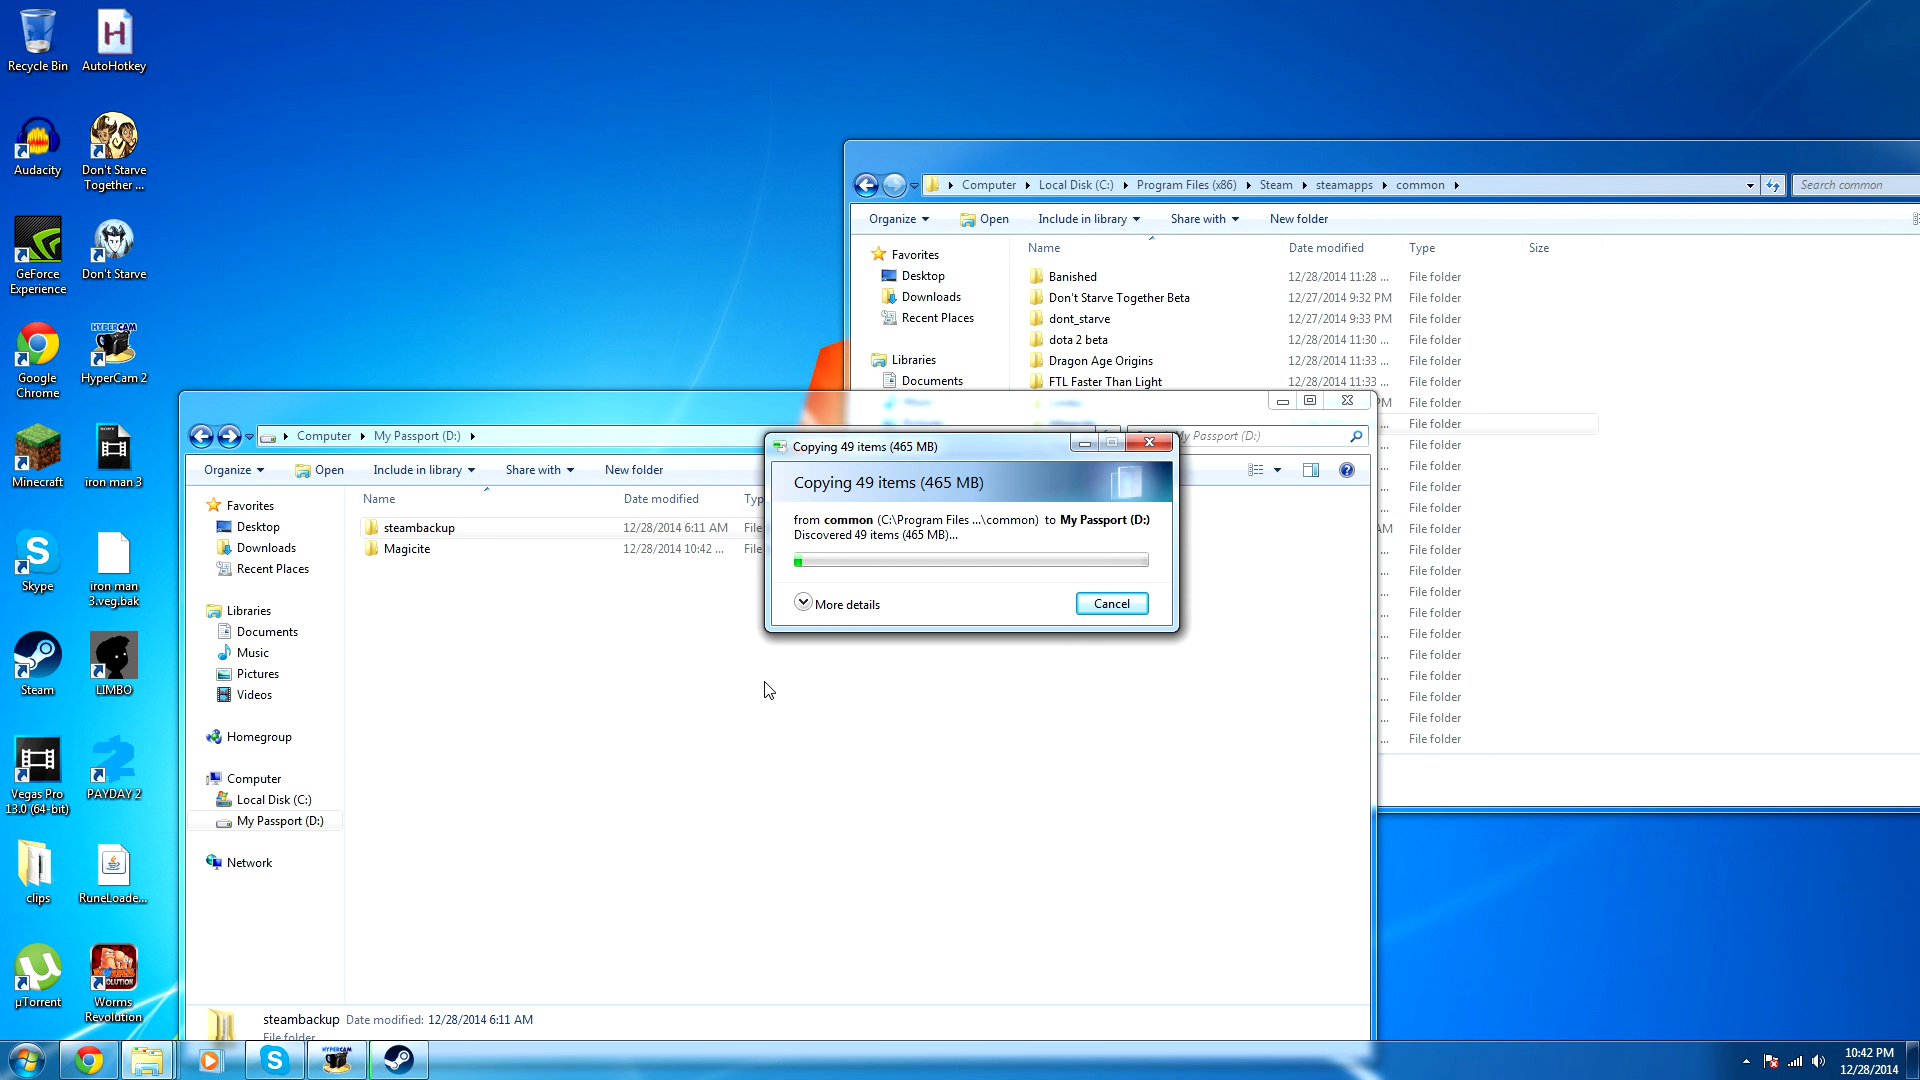 Recycle Bin
AutoHotkey
Audacity
Don't Starve Together ...
GeForce Experience
Don't Starve
Google Chrome
HYPERCAM
HyperCam 2
Minecraft
SONY
iron man 3
Skype
iron man 3.veg.bak
Steam
LIMBO
Vegas Pro 13.0 (64-bit)
PAYDAY 2
clips
RuneLoade...
µTorrent
Worms Revolution
Computer
Local Disk (C:)
Program Files (x86)
Steam
steamapps
common
Search common
Organize
Open
Include in library
Share with
New folder
Name
Date modified
Type
Size
Favorites
Desktop
Downloads
Recent Places
Libraries
Documents
Banished 12/28/2014 11:28 ... File folder
Don't Starve Together Beta 12/27/2014 9:32 PM File folder
dont_starve 12/27/2014 9:33 PM File folder
dota 2 beta 12/28/2014 11:30 ... File folder
Dragon Age Origins 12/28/2014 11:33 ... File folder
FTL Faster Than Light 12/28/2014 11:33 ... File folder
PM File folder
... File folder
... File folder
... File folder
... File folder
... File folder
AM File folder
... File folder
... File folder
... File folder
... File folder
... File folder
... File folder
... File folder
... File folder
... File folder
... File folder
Computer
My Passport (D:)
My Passport (D:)
Organize
Open
Include in library
Share with
New folder
Name
Date modified
Typ
Favorites
Desktop
Downloads
Recent Places
Libraries
Documents
Music
Pictures
Videos
Homegroup
Computer
Local Disk (C:)
My Passport (D:)
Network
steambackup 12/28/2014 6:11 AM File
Magicite 12/28/2014 10:42 ... File
Copying 49 items (465 MB)
Copying 49 items (465 MB)
from common (C:\Program Files ...\common) to My Passport (D:)
Discovered 49 items (465 MB)...
More details
Cancel
steambackup Date modified: 12/28/2014 6:11 AM
File folder
HYPERCAM
10:42 PM
12/28/2014